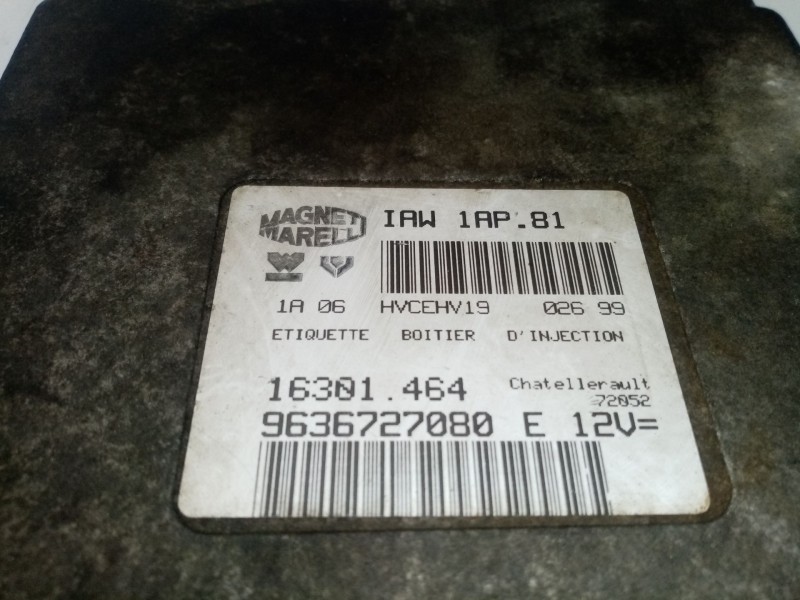 MAGNETI
MARELLI
IAW 1AP.81
1A 06 HVCEHV19 026 99
ETIQUETTE BOITIER D'INJECTION
16301.464 Chatellerault
72052
9636727080 E 12V=